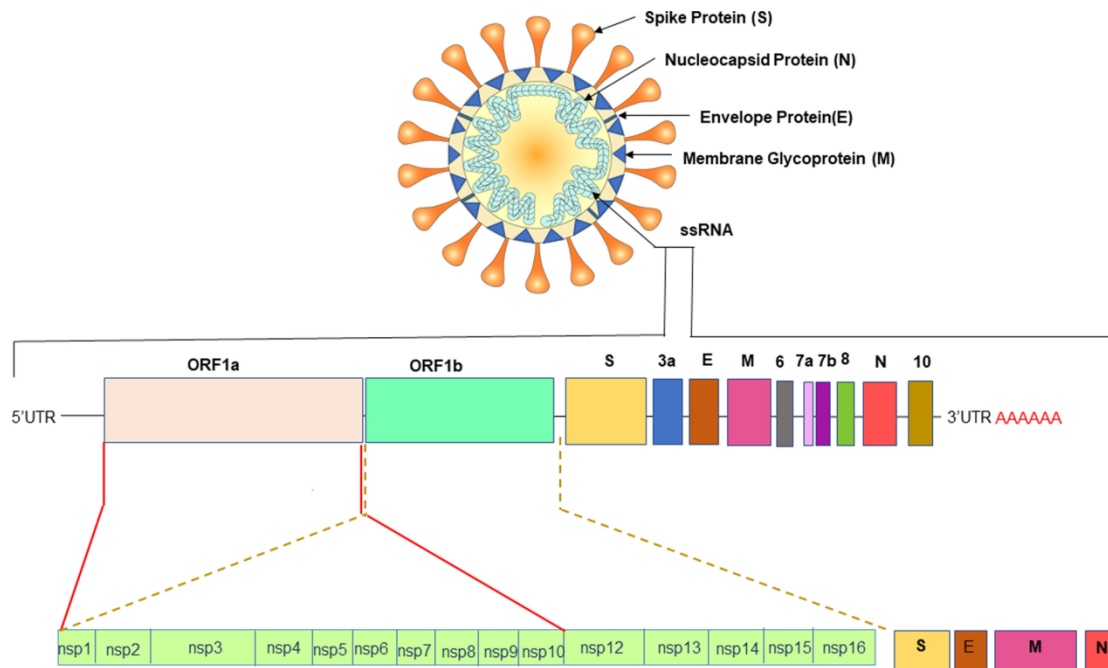 Spike Protein (S)
Nucleocapsid Protein (N)
Envelope Protein(E)
Membrane Glycoprotein (M)
ssRNA
ORF1a ORF1b S 3a E M 6 7a 7b 8 N 10
5'UTR 3'UTR AAAAAA
nsp1 nsp2 nsp3 nsp4 nsp5 nsp6 nsp7 nsp8 nsp9 nsp10 nsp12 nsp13 nsp14 nsp15 nsp16 S E M N